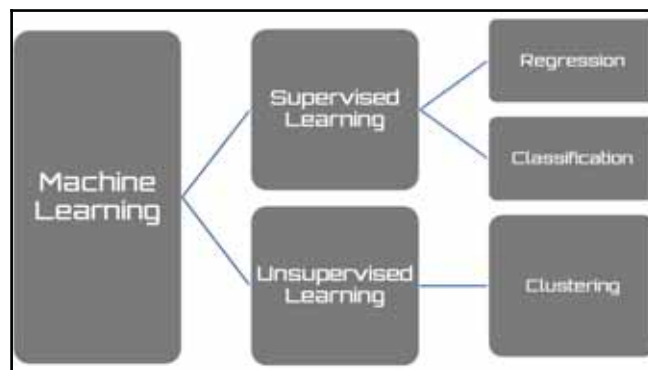 Machine
Learning
Supervised
Learning
Regression
Classification
Unsupervised
Learning
Clustering